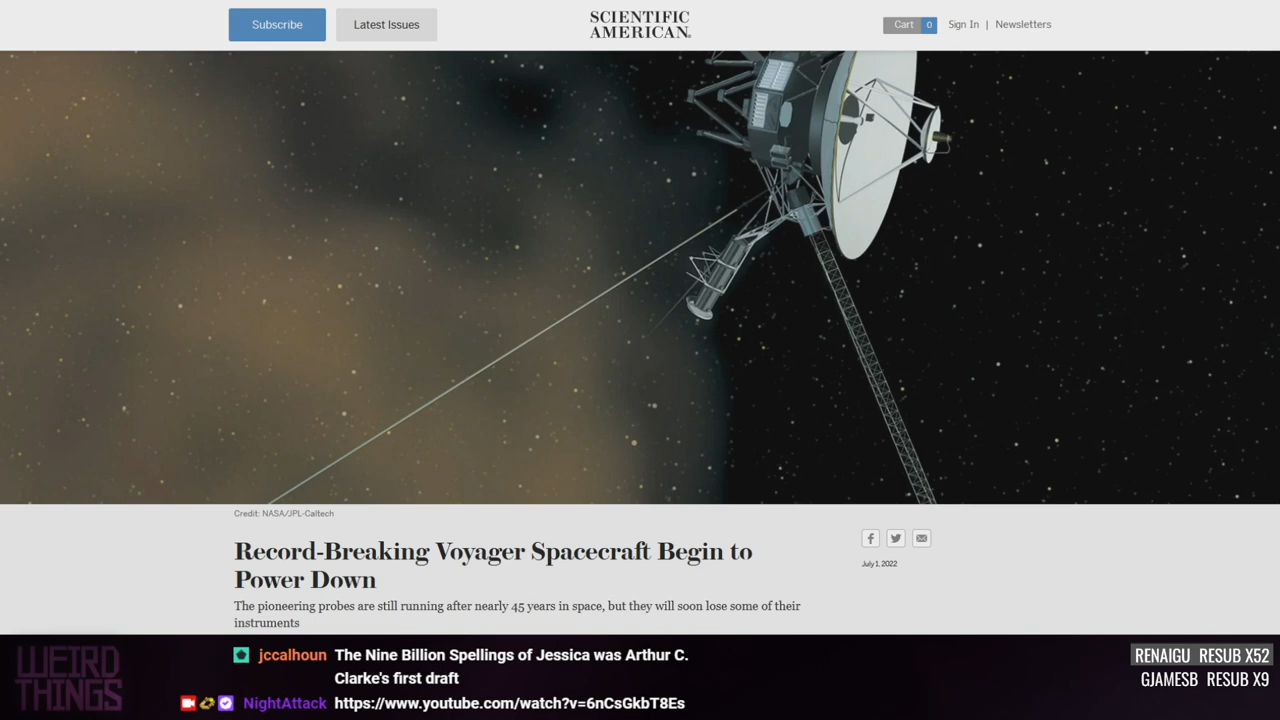 Subscribe
Latest Issues
SCIENTIFIC
AMERICAN®
Cart 0
Sign In | Newsletters
Credit: NASA/JPL-Caltech
Record-Breaking Voyager Spacecraft Begin to
Power Down
The pioneering probes are still running after nearly 45 years in space, but they will soon lose some of their
instruments
July 1, 2022
WEIRD
THINGS
jccalhoun The Nine Billion Spellings of Jessica was Arthur C.
Clarke's first draft
NightAttack https://www.youtube.com/watch?v=6nCsGkbT8Es
RENAIGU RESUB X52
GJAMESB RESUB X9